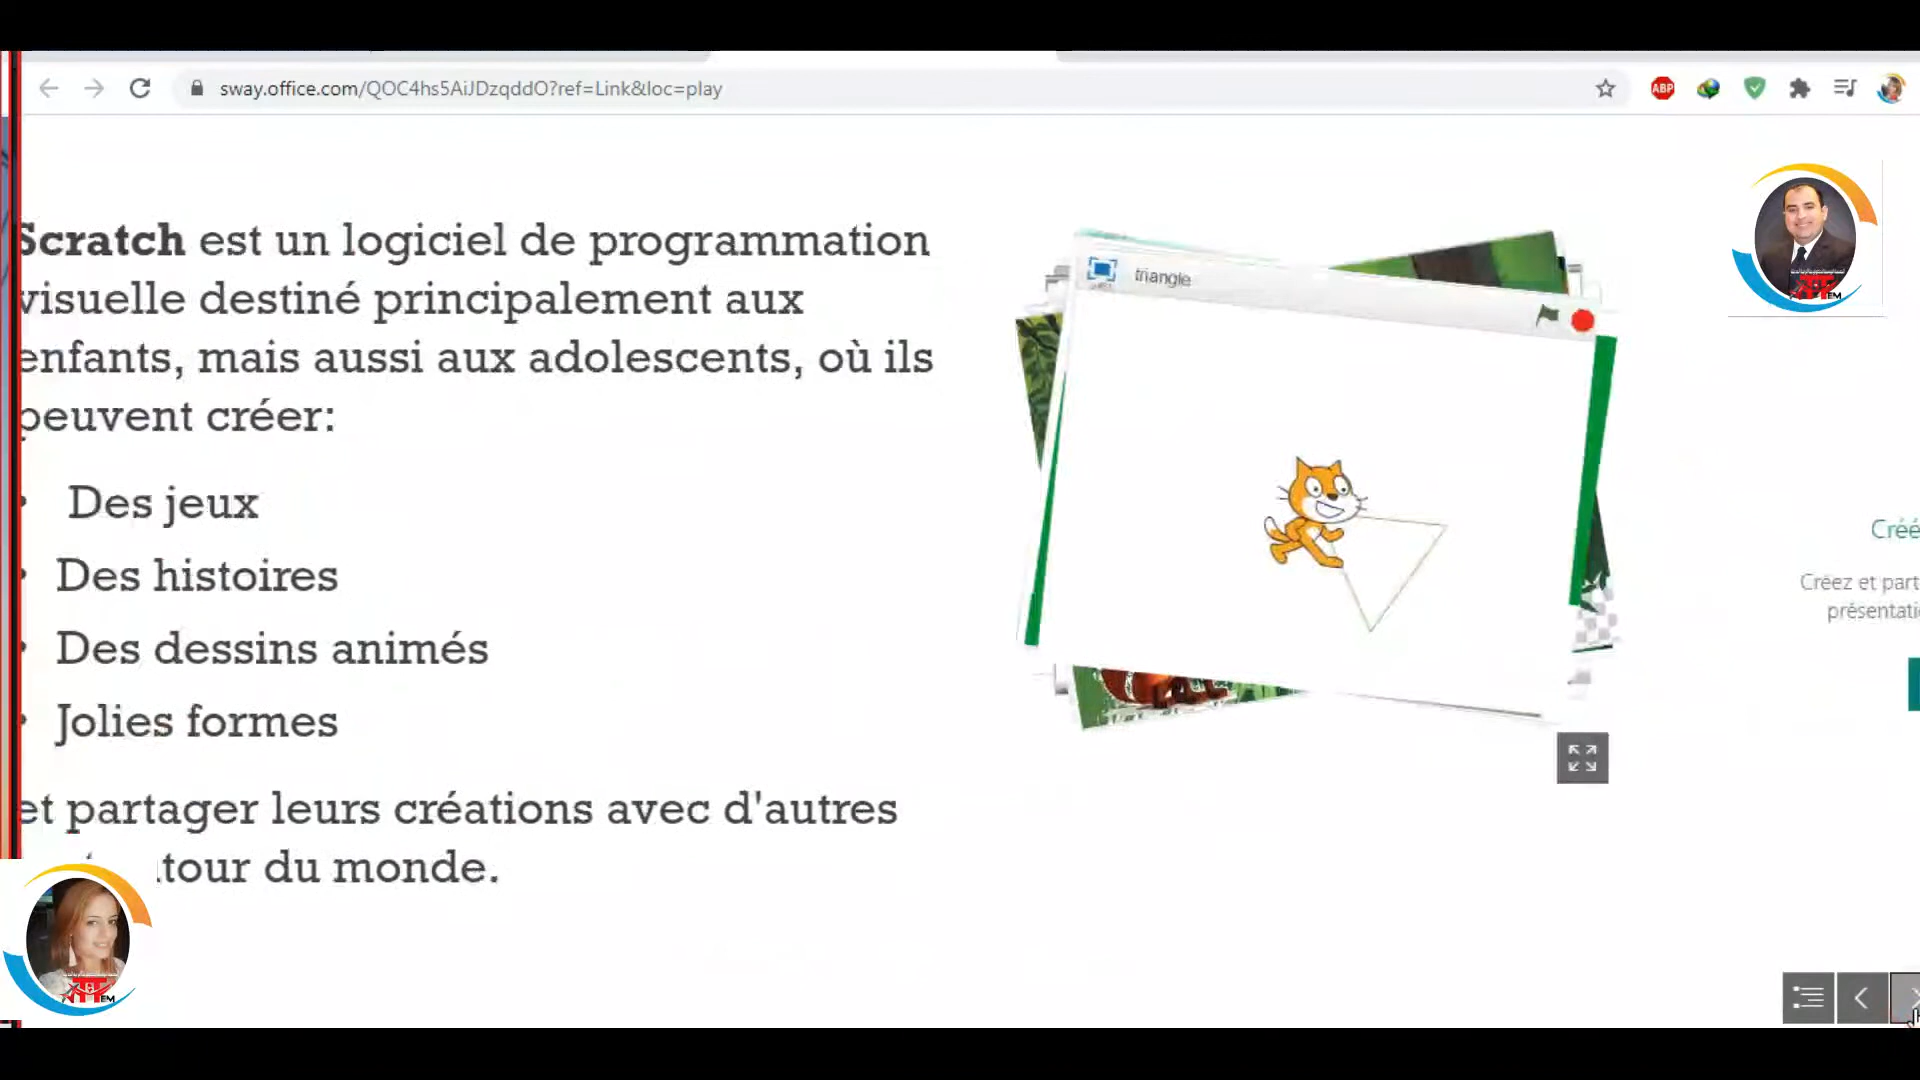 sway.office.com/QOC4hs5AiJDzqddO?ref=Link&loc=play
ABP
Scratch est un logiciel de programmation
visuelle destiné principalement aux
enfants, mais aussi aux adolescents, où ils
peuvent créer:
• Des jeux
• Des histoires
• Des dessins animés
• Jolies formes
et partager leurs créations avec d'autres
du monde.
triangle
Créé
Créez et part
présentati